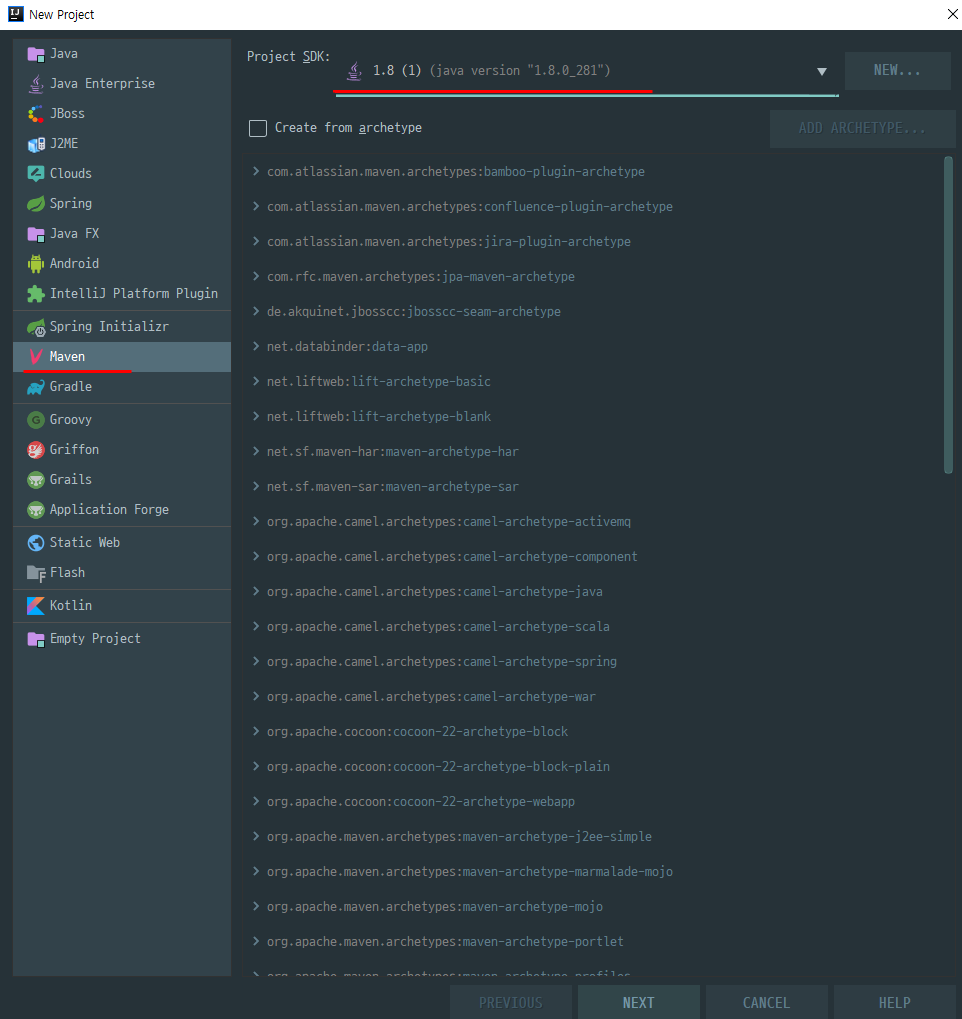 New Project
Java
Java Enterprise
JBoss
J2ME
Clouds
Spring
Java FX
Android
IntelliJ Platform Plugin
Spring Initializr
Maven
Gradle
Groovy
Griffon
Grails
Application Forge
Static Web
Flash
Kotlin
Empty Project
Project SDK: 1.8 (1) (java version "1.8.0_281") NEW...
Create from archetype ADD ARCHETYPE...
com.atlassian.maven.archetypes:bamboo-plugin-archetype
com.atlassian.maven.archetypes:confluence-plugin-archetype
com.atlassian.maven.archetypes:jira-plugin-archetype
com.rfc.maven.archetypes:jpa-maven-archetype
de.akquinet.jbosscc:jbosscc-seam-archetype
net.databinder:data-app
net.liftweb:lift-archetype-basic
net.liftweb:lift-archetype-blank
net.sf.maven-har:maven-archetype-har
net.sf.maven-sar:maven-archetype-sar
org.apache.camel.archetypes:camel-archetype-activemq
org.apache.camel.archetypes:camel-archetype-component
org.apache.camel.archetypes:camel-archetype-java
org.apache.camel.archetypes:camel-archetype-scala
org.apache.camel.archetypes:camel-archetype-spring
org.apache.camel.archetypes:camel-archetype-war
org.apache.cocoon:cocoon-22-archetype-block
org.apache.cocoon:cocoon-22-archetype-block-plain
org.apache.cocoon:cocoon-22-archetype-webapp
org.apache.maven.archetypes:maven-archetype-j2ee-simple
org.apache.maven.archetypes:maven-archetype-marmalade-mojo
org.apache.maven.archetypes:maven-archetype-mojo
org.apache.maven.archetypes:maven-archetype-portlet
org.apache.maven.archetypes:maven-archetype-profiles
PREVIOUS NEXT CANCEL HELP